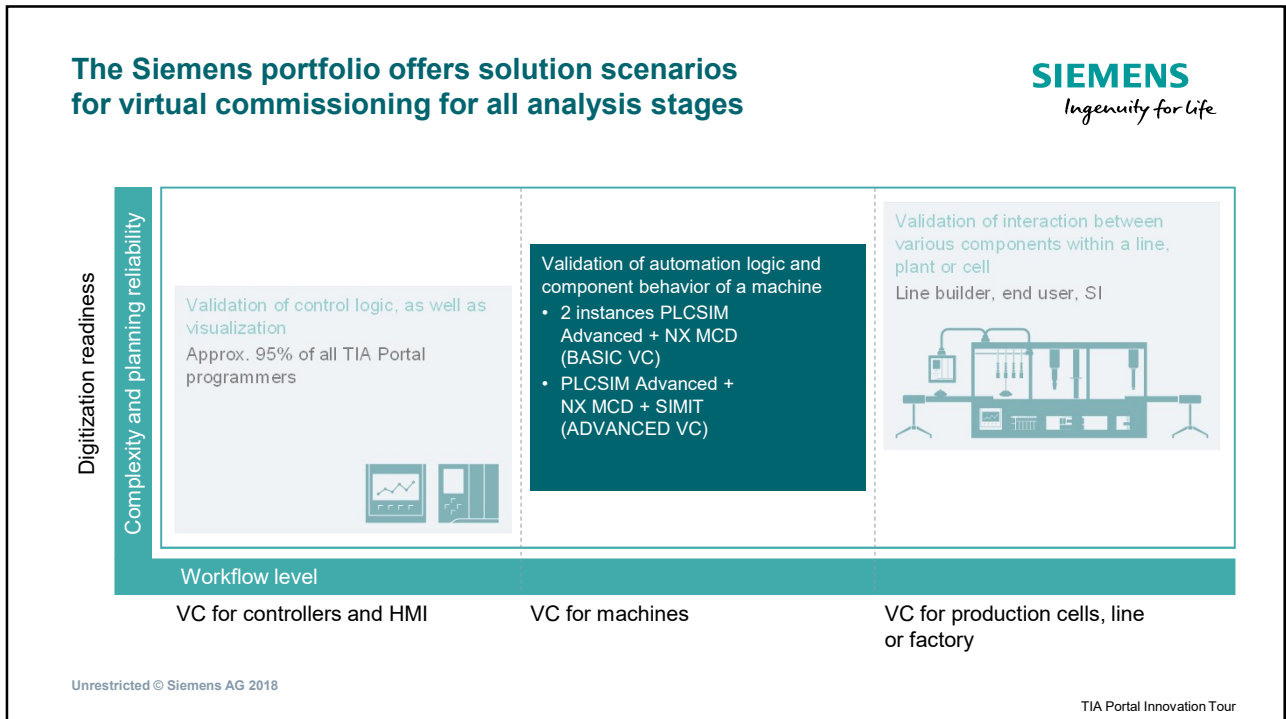 The Siemens portfolio offers solution scenarios
for virtual commissioning for all analysis stages
SIEMENS
Ingenuity for life
Digitization readiness
Complexity and planning reliability
Validation of control logic, as well as
visualization
Approx. 95% of all TIA Portal
programmers
Validation of automation logic and
component behavior of a machine
• 2 instances PLCSIM
Advanced + NX MCD
(BASIC VC)
• PLCSIM Advanced +
NX MCD + SIMIT
(ADVANCED VC)
Validation of interaction between
various components within a line,
plant or cell
Line builder, end user, SI
Workflow level
VC for controllers and HMI
VC for machines
VC for production cells, line
or factory
Unrestricted © Siemens AG 2018
TIA Portal Innovation Tour